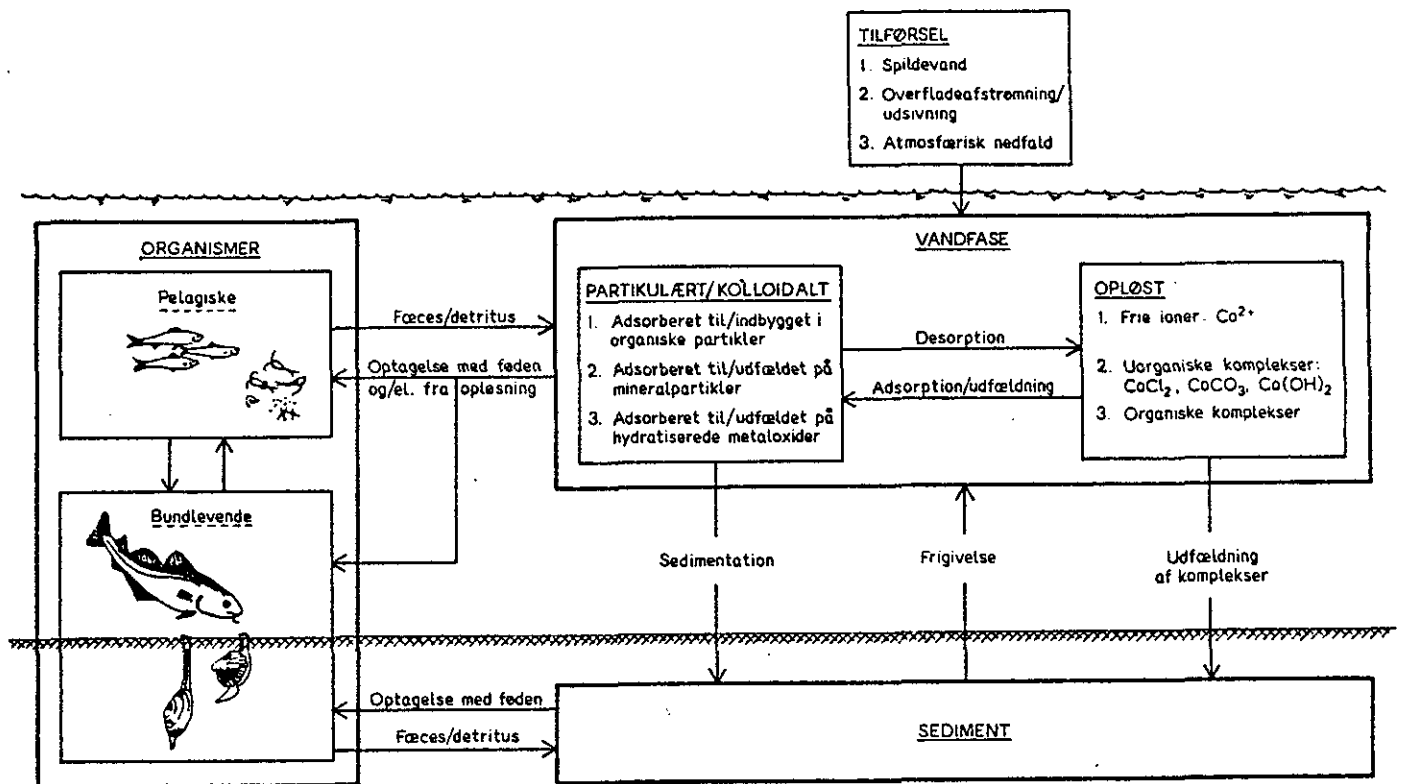 TILFØRSEL
1. Spildevand
2. Overfladeafstrømning/
udsivning
3. Atmosfærisk nedfald
ORGANISMER
Pelagiske
Bundlevende
Fæces/detritus
Optagelse med føden
og/el. fra opløsning
VANDFASE
PARTIKULÆRT/KOLLOIDALT
1. Adsorberet til/indbygget i
organiske partikler
2. Adsorberet til/udfældet på
mineralpartikler
3. Adsorberet til/udfældet på
hydratiserede metaloxider
Desorption
Adsorption/udfældning
OPLØST
1. Frie ioner. Co²⁺
2. Uorganiske komplekser:
CoCl₂, CoCO₃, Co(OH)₂
3. Organiske komplekser
Sedimentation
Frigivelse
Udfældning
af komplekser
Optagelse med føden
Fæces/detritus
SEDIMENT